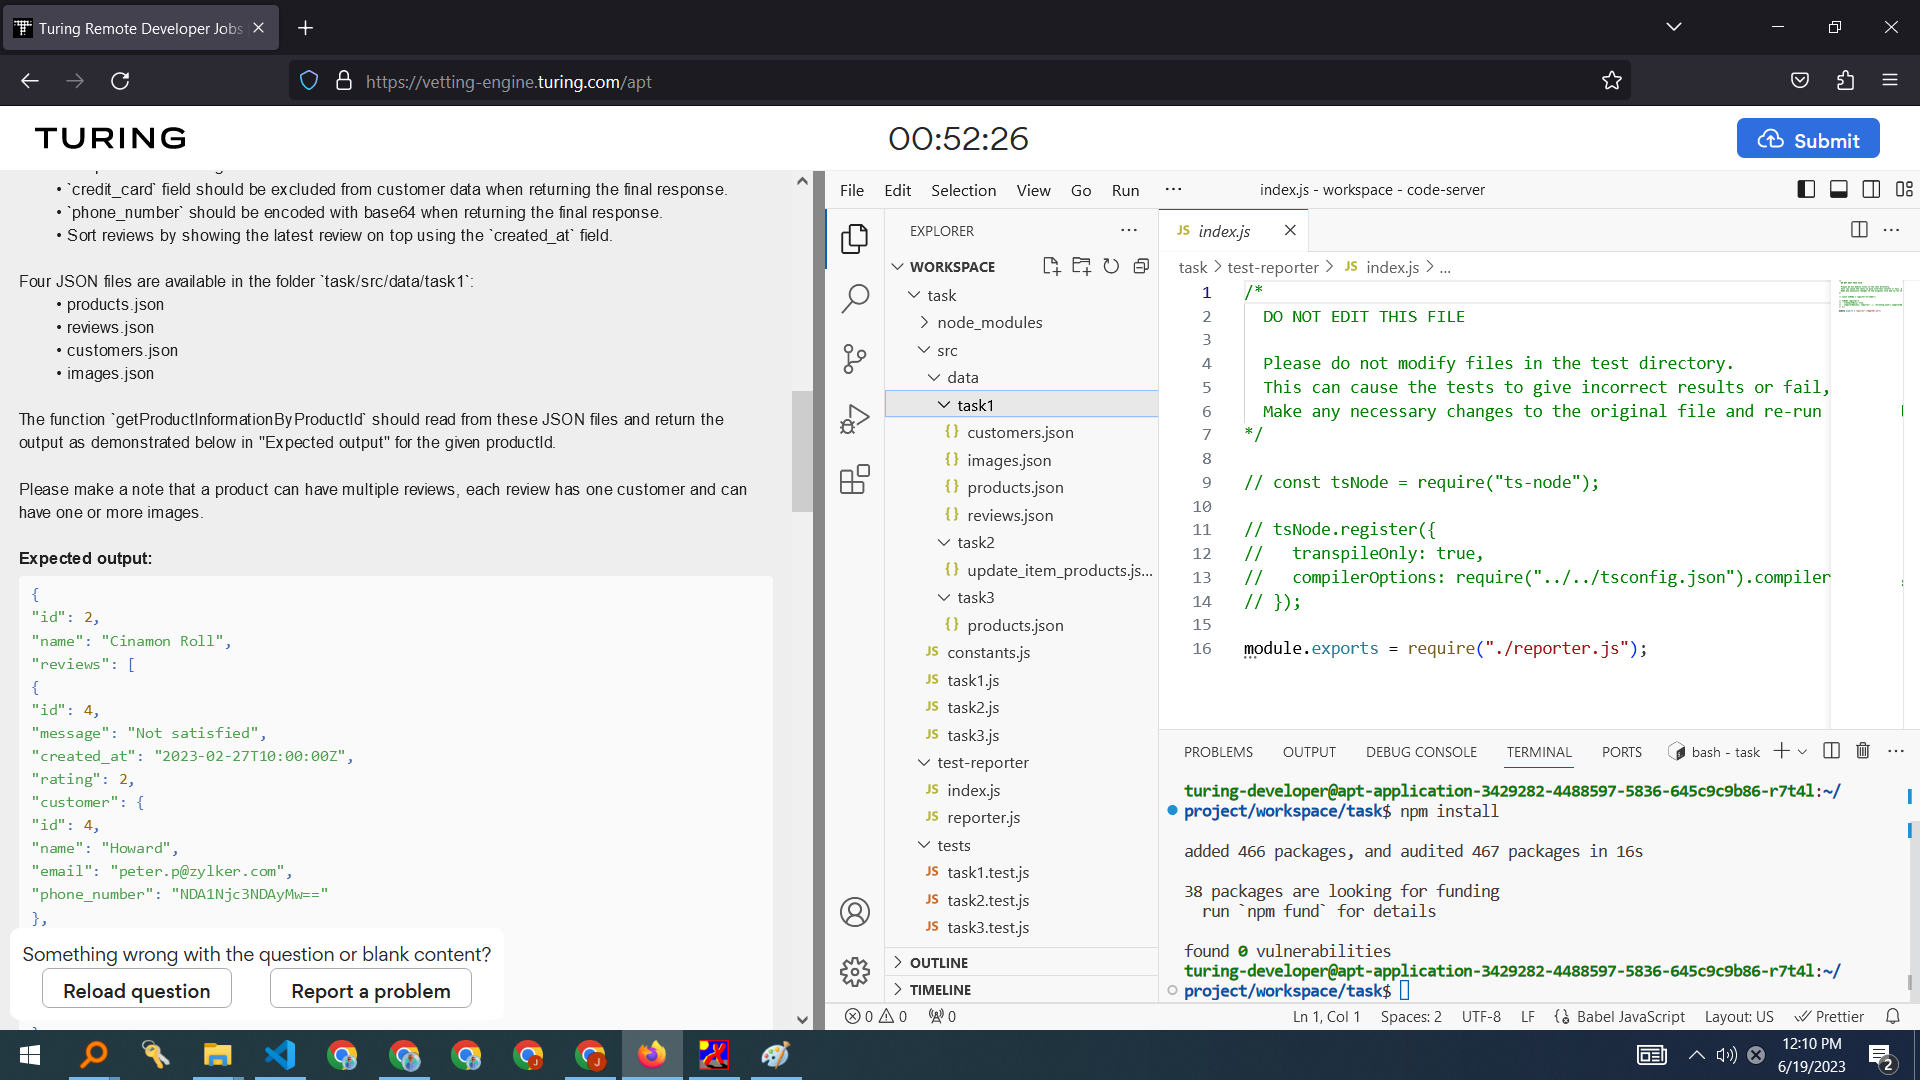 Turing Remote Developer Jobs
https://vetting-engine.turing.com/apt
TURING
00:52:26
Submit
• `credit_card` field should be excluded from customer data when returning the final response.
• `phone_number` should be encoded with base64 when returning the final response.
• Sort reviews by showing the latest review on top using the `created_at` field.
Four JSON files are available in the folder `task/src/data/task1`:
• products.json
• reviews.json
• customers.json
• images.json
The function `getProductInformationByProductId` should read from these JSON files and return the
output as demonstrated below in "Expected output" for the given productId.
Please make a note that a product can have multiple reviews, each review has one customer and can
have one or more images.
Expected output:
{
"id": 2,
"name": "Cinamon Roll",
"reviews": [
{
"id": 4,
"message": "Not satisfied",
"created_at": "2023-02-27T10:00:00Z",
"rating": 2,
"customer": {
"id": 4,
"name": "Howard",
"email": "peter.p@zylker.com",
"phone_number": "NDA1Njc3NDAyMw=="
},
Something wrong with the question or blank content?
Reload question
Report a problem
File Edit Selection View Go Run ···
index.js - workspace - code-server
EXPLORER
WORKSPACE
task
node_modules
src
data
task1
{} customers.json
{} images.json
{} products.json
{} reviews.json
task2
{} update_item_products.js...
task3
{} products.json
JS constants.js
JS task1.js
JS task2.js
JS task3.js
test-reporter
JS index.js
JS reporter.js
tests
JS task1.test.js
JS task2.test.js
JS task3.test.js
OUTLINE
TIMELINE
JS index.js
task > test-reporter > JS index.js > ...
1 /*
2 DO NOT EDIT THIS FILE
3
4 Please do not modify files in the test directory.
5 This can cause the tests to give incorrect results or fail,
6 Make any necessary changes to the original file and re-run
7 */
8
9 // const tsNode = require("ts-node");
10
11 // tsNode.register({
12 // transpileOnly: true,
13 // compilerOptions: require("../../tsconfig.json").compiler
14 // });
15
16 module.exports = require("./reporter.js");
PROBLEMS OUTPUT DEBUG CONSOLE TERMINAL PORTS bash - task
turing-developer@apt-application-3429282-4488597-5836-645c9c9b86-r7t4l:~/
project/workspace/task$ npm install
added 466 packages, and audited 467 packages in 16s
38 packages are looking for funding
run `npm fund` for details
found 0 vulnerabilities
turing-developer@apt-application-3429282-4488597-5836-645c9c9b86-r7t4l:~/
project/workspace/task$
0 0 0
Ln 1, Col 1 Spaces: 2 UTF-8 LF {} Babel JavaScript Layout: US Prettier
12:10 PM
6/19/2023
2